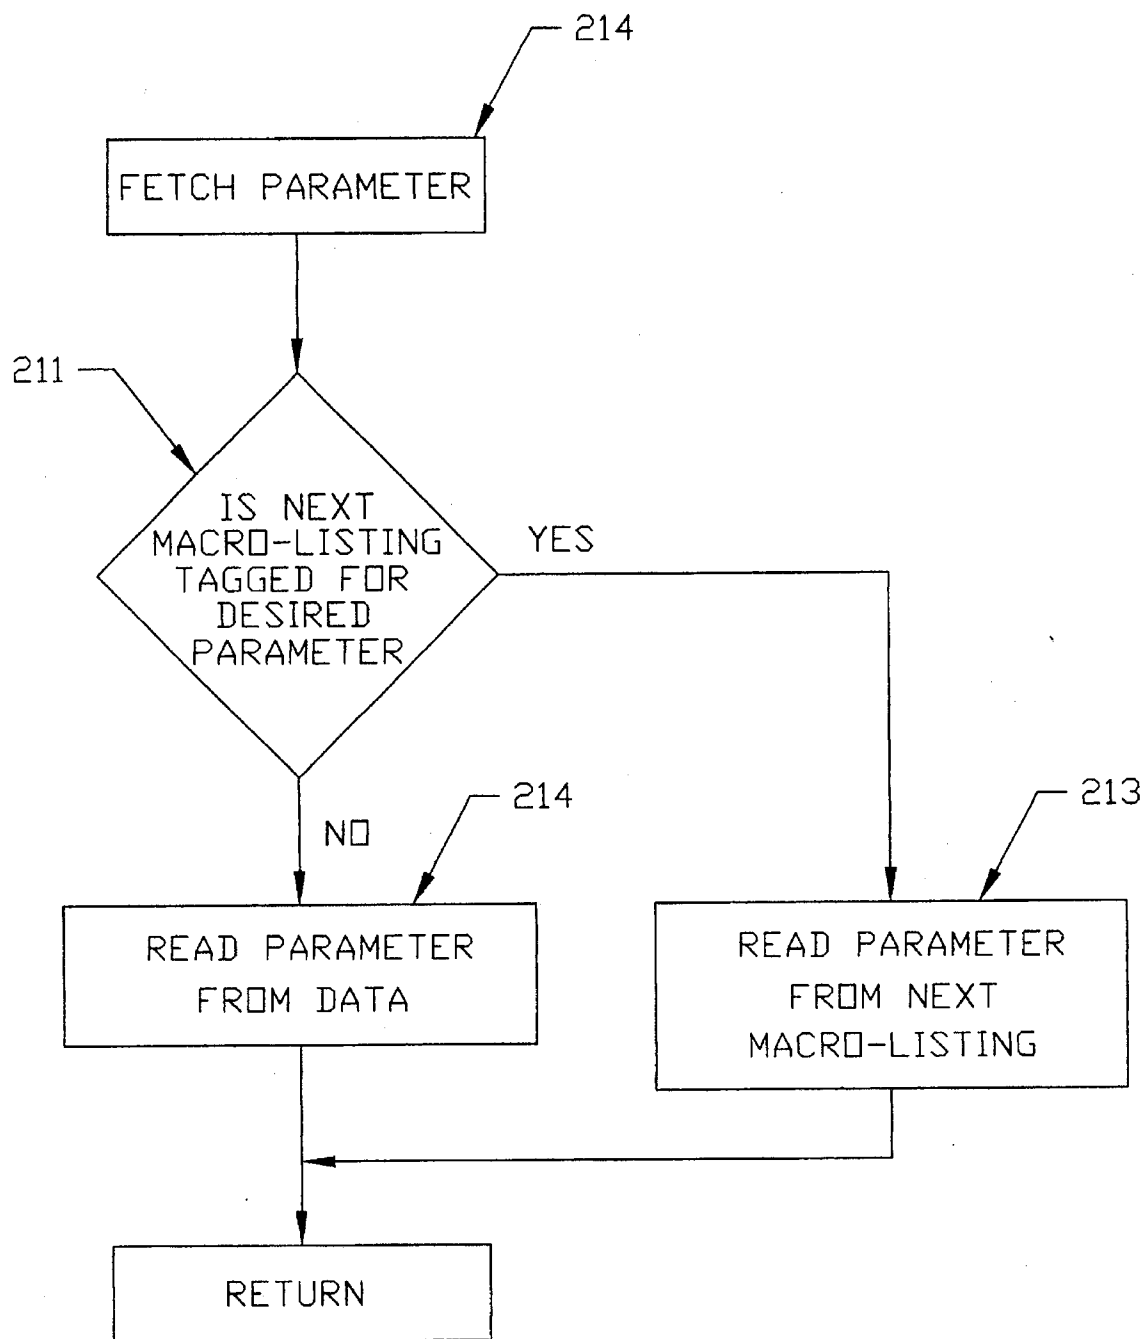 214
FETCH PARAMETER
211
IS NEXT
MACRO-LISTING
TAGGED FOR
DESIRED
PARAMETER
YES
NO
214
213
READ PARAMETER
FROM DATA
READ PARAMETER
FROM NEXT
MACRO-LISTING
RETURN